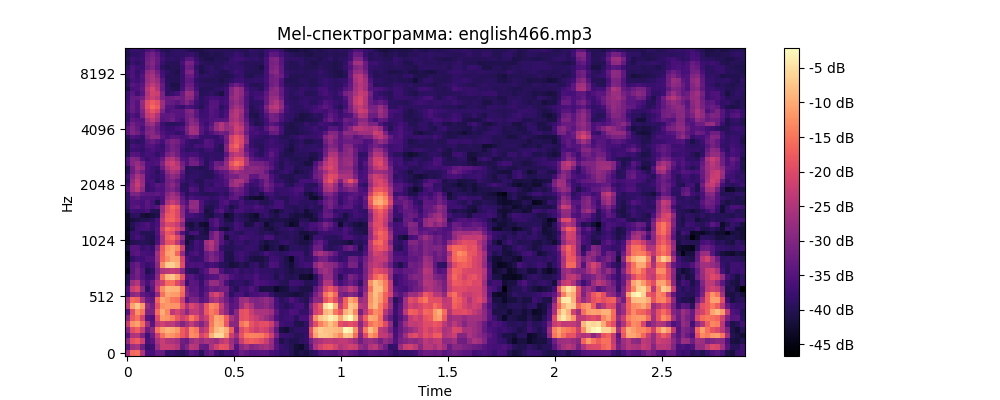 Mel-спектрограмма: english466.mp3
Hz
8192
4096
2048
1024
512
0
0 0.5 1 1.5 2 2.5
Time
-5 dB
-10 dB
-15 dB
-20 dB
-25 dB
-30 dB
-35 dB
-40 dB
-45 dB